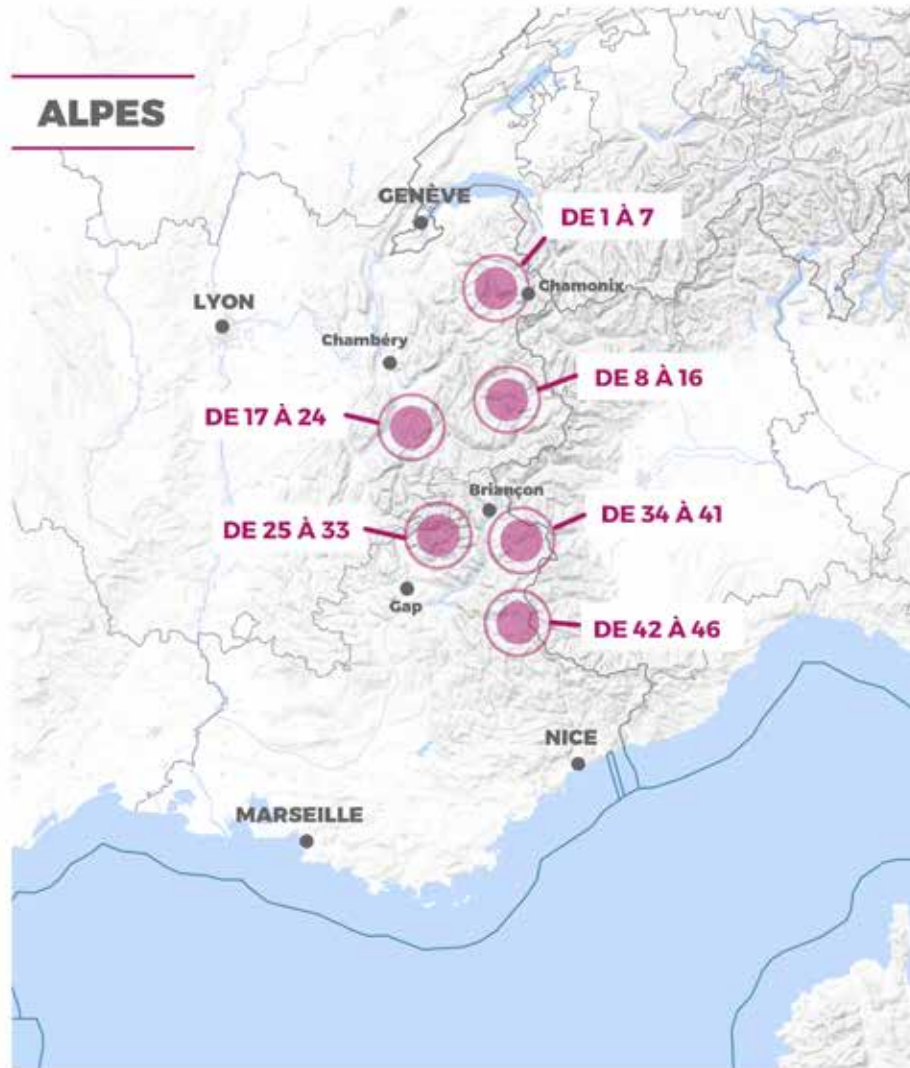 ALPES
GENÈVE
DE 1 À 7
Chamonix
LYON
Chambéry
DE 8 À 16
DE 17 À 24
Briançon
DE 34 À 41
DE 25 À 33
Gap
DE 42 À 46
NICE
MARSEILLE